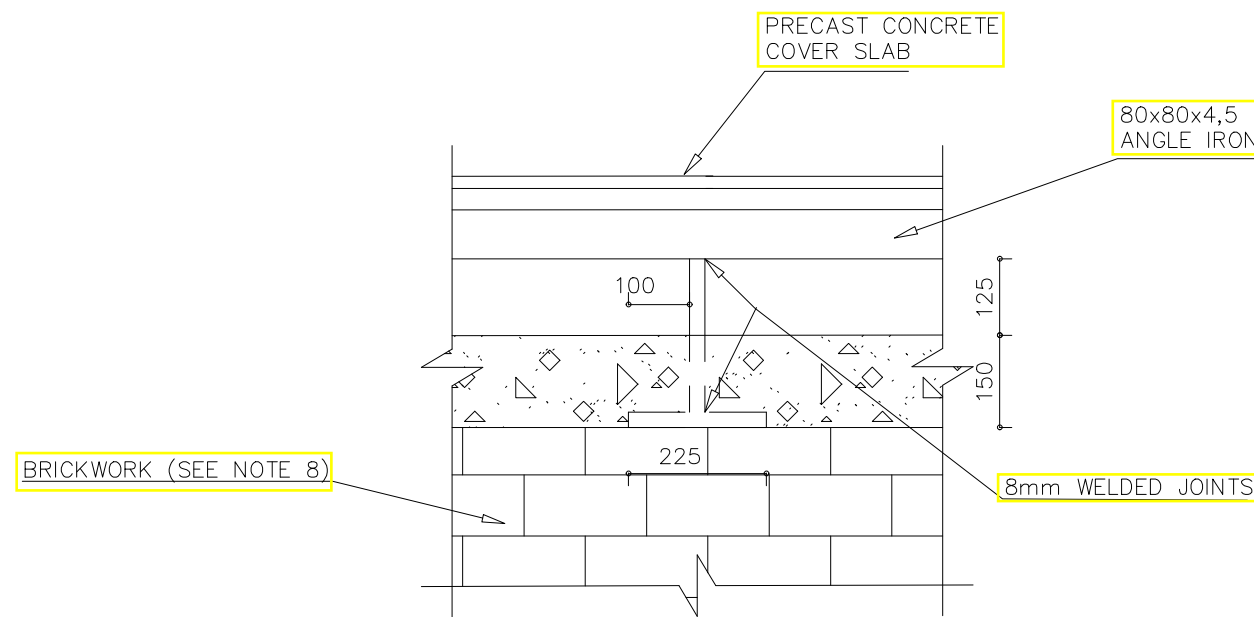 PRECAST CONCRETE
COVER SLAB
80x80x4,5
ANGLE IRON
100
125
150
225
BRICKWORK (SEE NOTE 8)
8mm WELDED JOINTS